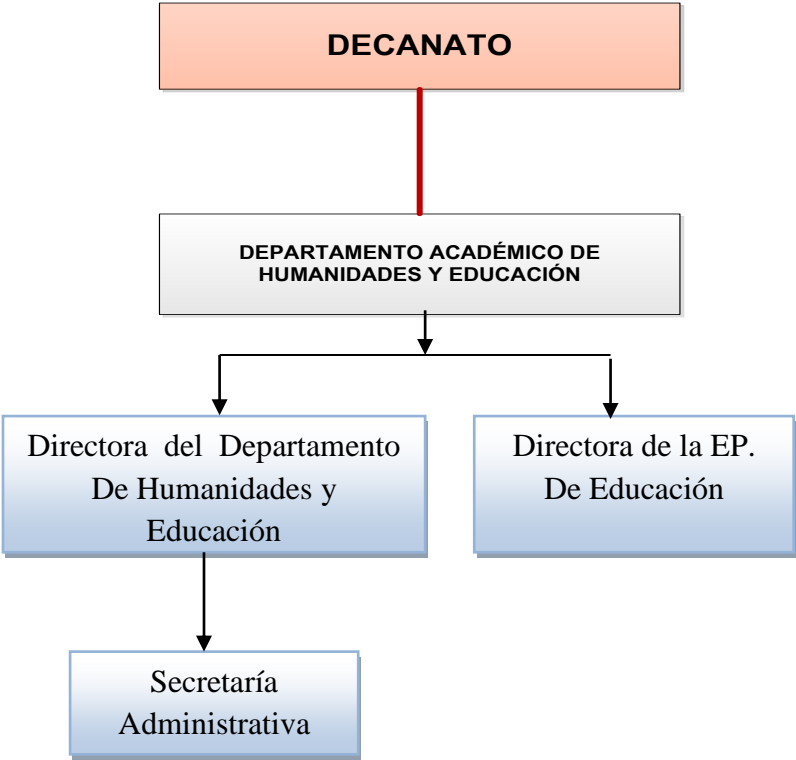 DECANATO
DEPARTAMENTO ACADÉMICO DE
HUMANIDADES Y EDUCACIÓN
Directora del Departamento
De Humanidades y
Educación
Directora de la EP.
De Educación
Secretaría
Administrativa